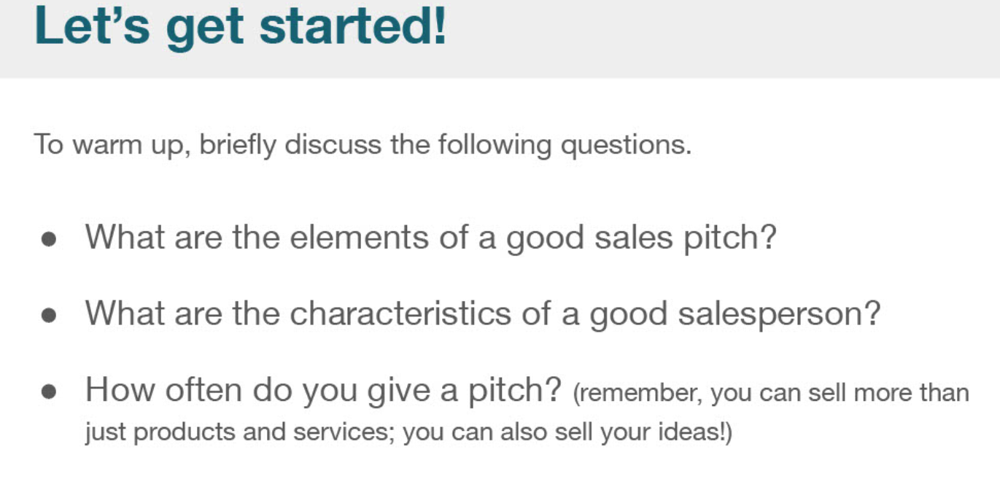 Let’s get started!
To warm up, briefly discuss the following questions.
● What are the elements of a good sales pitch?
● What are the characteristics of a good salesperson?
● How often do you give a pitch? (remember, you can sell more than
just products and services; you can also sell your ideas!)